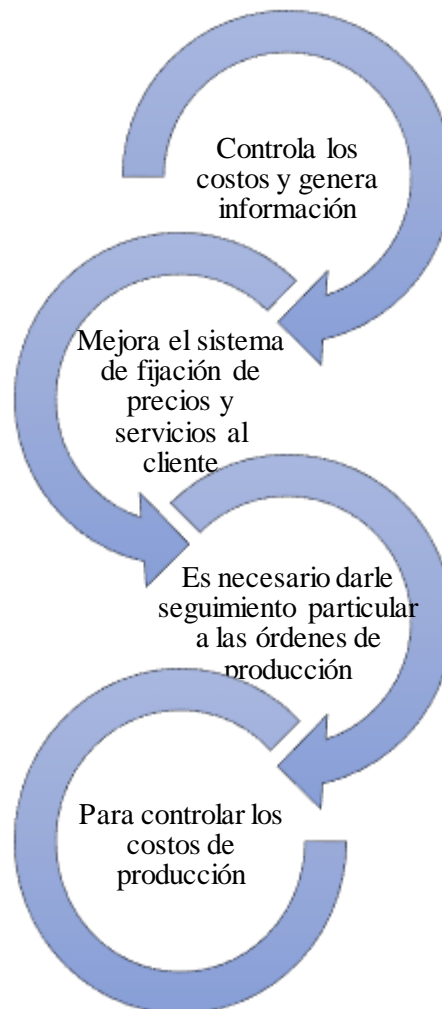 Controla los
costos y genera
información
Mejora el sistema
de fijación de
precios y
servicios al
cliente
Es necesario darle
seguimiento particular
a las órdenes de
producción
Para controlar los
costos de
producción